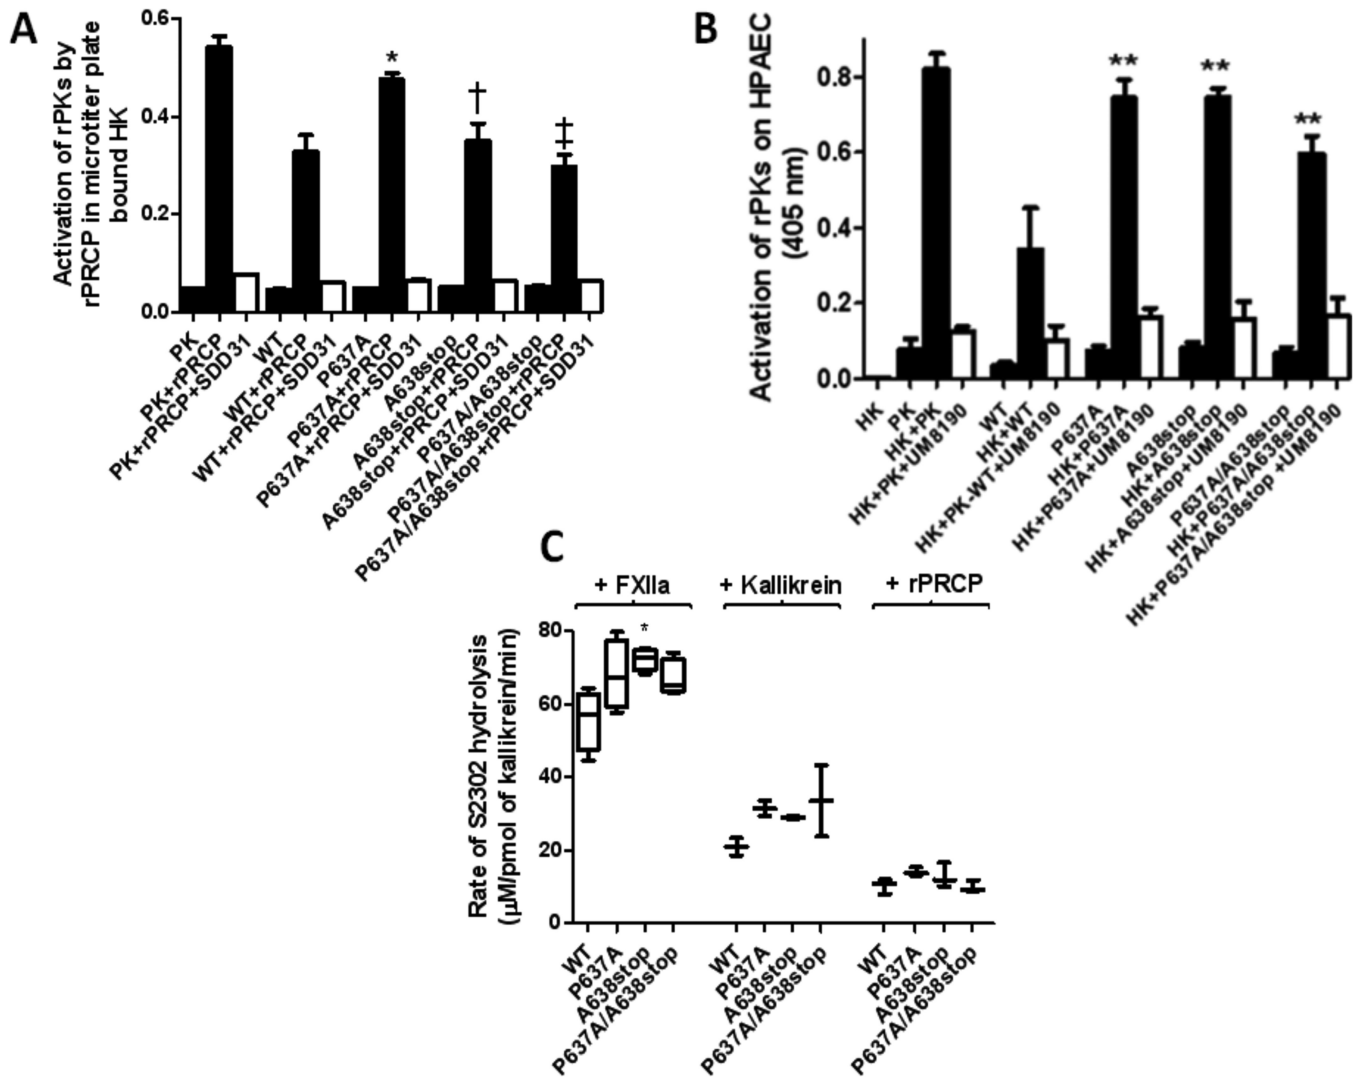 A
Activation of rPKs by
rPRCP in microtiter plate
bound HK
0.6
0.4
0.2
0.0
*
†
‡
PK
PK+rPRCP
PK+rPRCP+SDD31
WT
WT+rPRCP
WT+rPRCP+SDD31
P637A
P637A+rPRCP
P637A+rPRCP+SDD31
A638stop
A638stop+rPRCP
A638stop+rPRCP+SDD31
P637A/A638stop
P637A/A638stop+rPRCP
P637A/A638stop+rPRCP+SDD31
B
Activation of rPKs on HPAEC
(405 nm)
0.8
0.6
0.4
0.2
0.0
**
**
**
HK
PK
HK+PK
HK+PK+UM8190
WT
HK+WT
HK+PK-WT+UM8190
P637A
HK+P637A
HK+P637A+UM8190
A638stop
HK+A638stop
HK+A638stop+UM8190
P637A/A638stop
HK+P637A/A638stop
HK+P637A/A638stop +UM8190
C
+ FXIIa
+ Kallikrein
+ rPRCP
Rate of S2302 hydrolysis
(μM/pmol of kallikrein/min)
80
60
40
20
0
*
WT
P637A
A638stop
P637A/A638stop
WT
P637A
A638stop
P637A/A638stop
WT
P637A
A638stop
P637A/A638stop